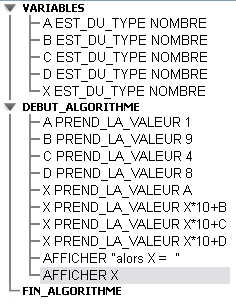 VARIABLES
A EST_DU_TYPE NOMBRE
B EST_DU_TYPE NOMBRE
C EST_DU_TYPE NOMBRE
D EST_DU_TYPE NOMBRE
X EST_DU_TYPE NOMBRE
DEBUT_ALGORITHME
A PREND_LA_VALEUR 1
B PREND_LA_VALEUR 9
C PREND_LA_VALEUR 4
D PREND_LA_VALEUR 8
X PREND_LA_VALEUR A
X PREND_LA_VALEUR X*10+B
X PREND_LA_VALEUR X*10+C
X PREND_LA_VALEUR X*10+D
AFFICHER "alors X =  "
AFFICHER X
FIN_ALGORITHME